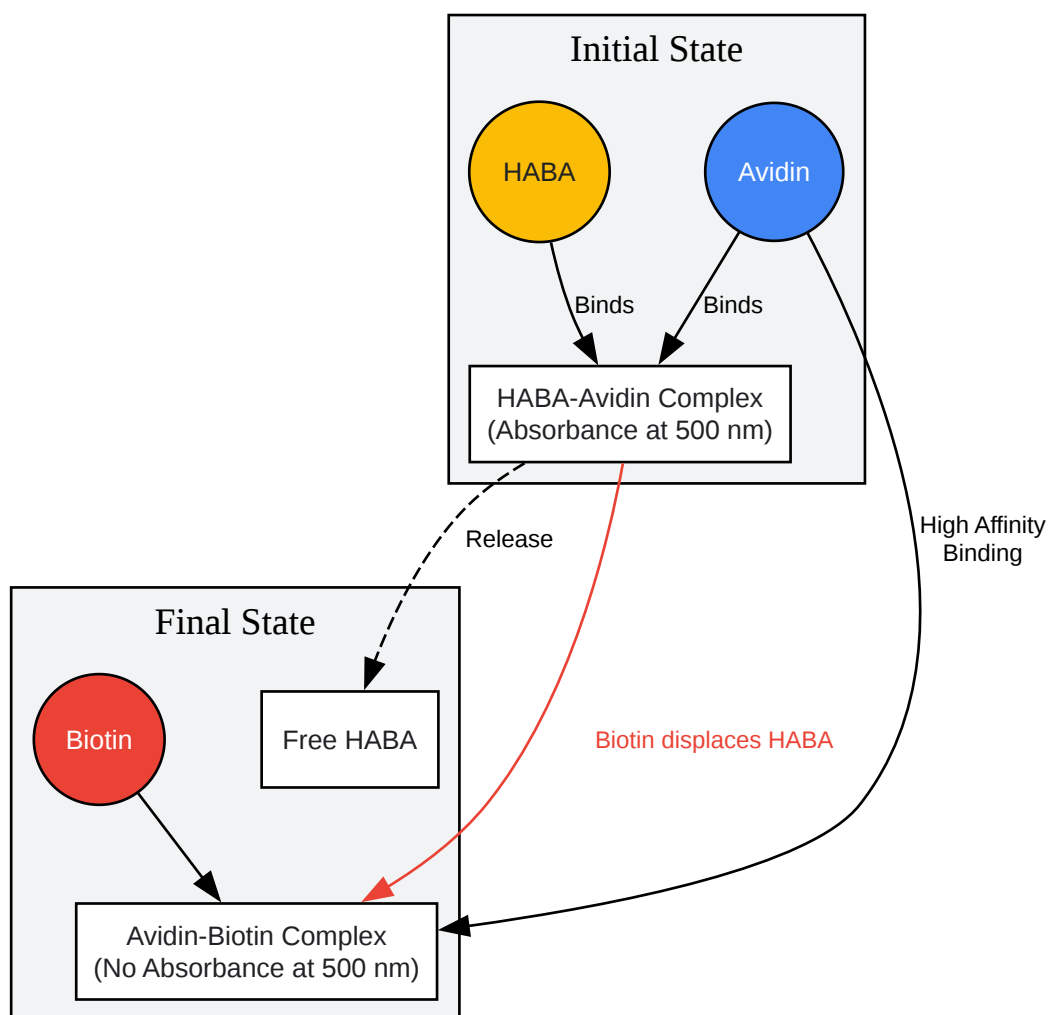 Initial State
HABA
Avidin
Binds
Binds
HABA-Avidin Complex
(Absorbance at 500 nm)
High Affinity
Binding
Release
Final State
Biotin
Free HABA
Biotin displaces HABA
Avidin-Biotin Complex
(No Absorbance at 500 nm)